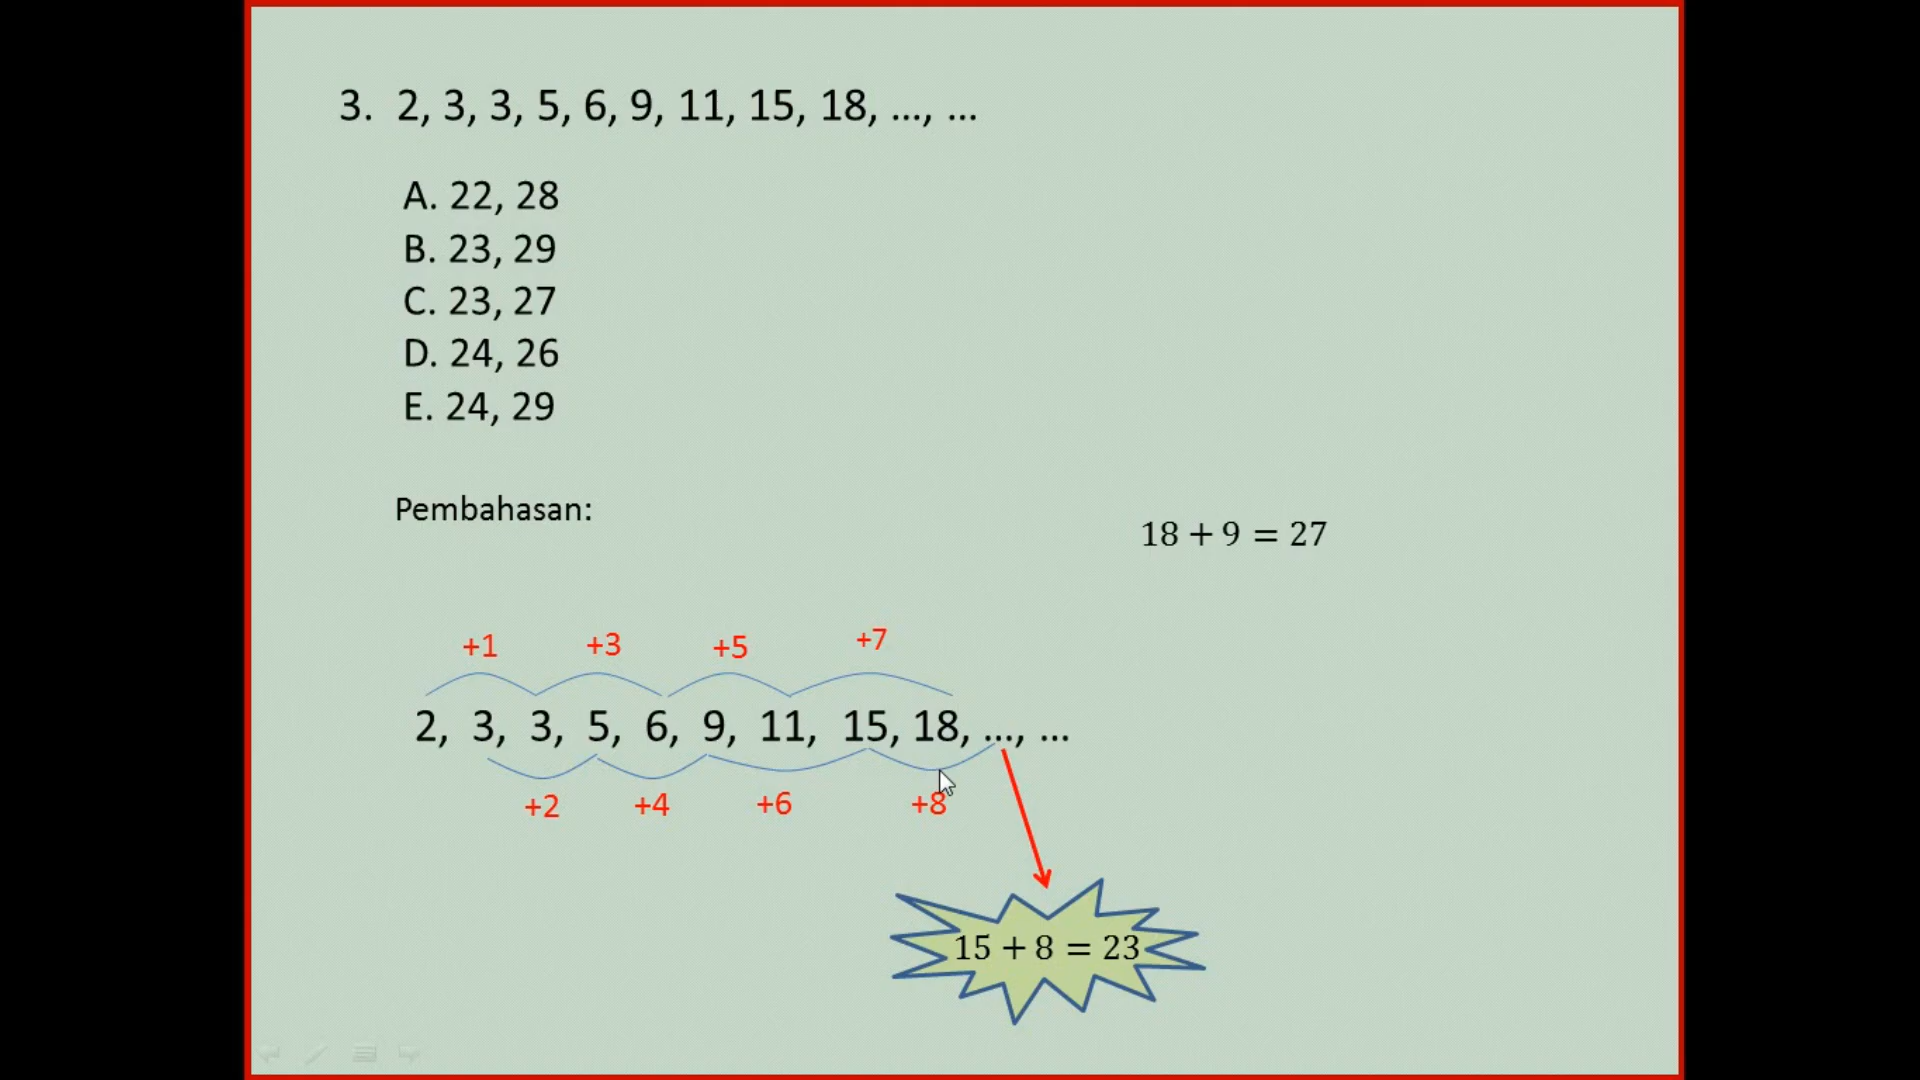 3. 2, 3, 3, 5, 6, 9, 11, 15, 18, ..., ...
A. 22, 28
B. 23, 29
C. 23, 27
D. 24, 26
E. 24, 29
Pembahasan:
18 + 9 = 27
+1 +3 +5 +7
2, 3, 3, 5, 6, 9, 11, 15, 18, ..., ...
+2 +4 +6 +8
15 + 8 = 23